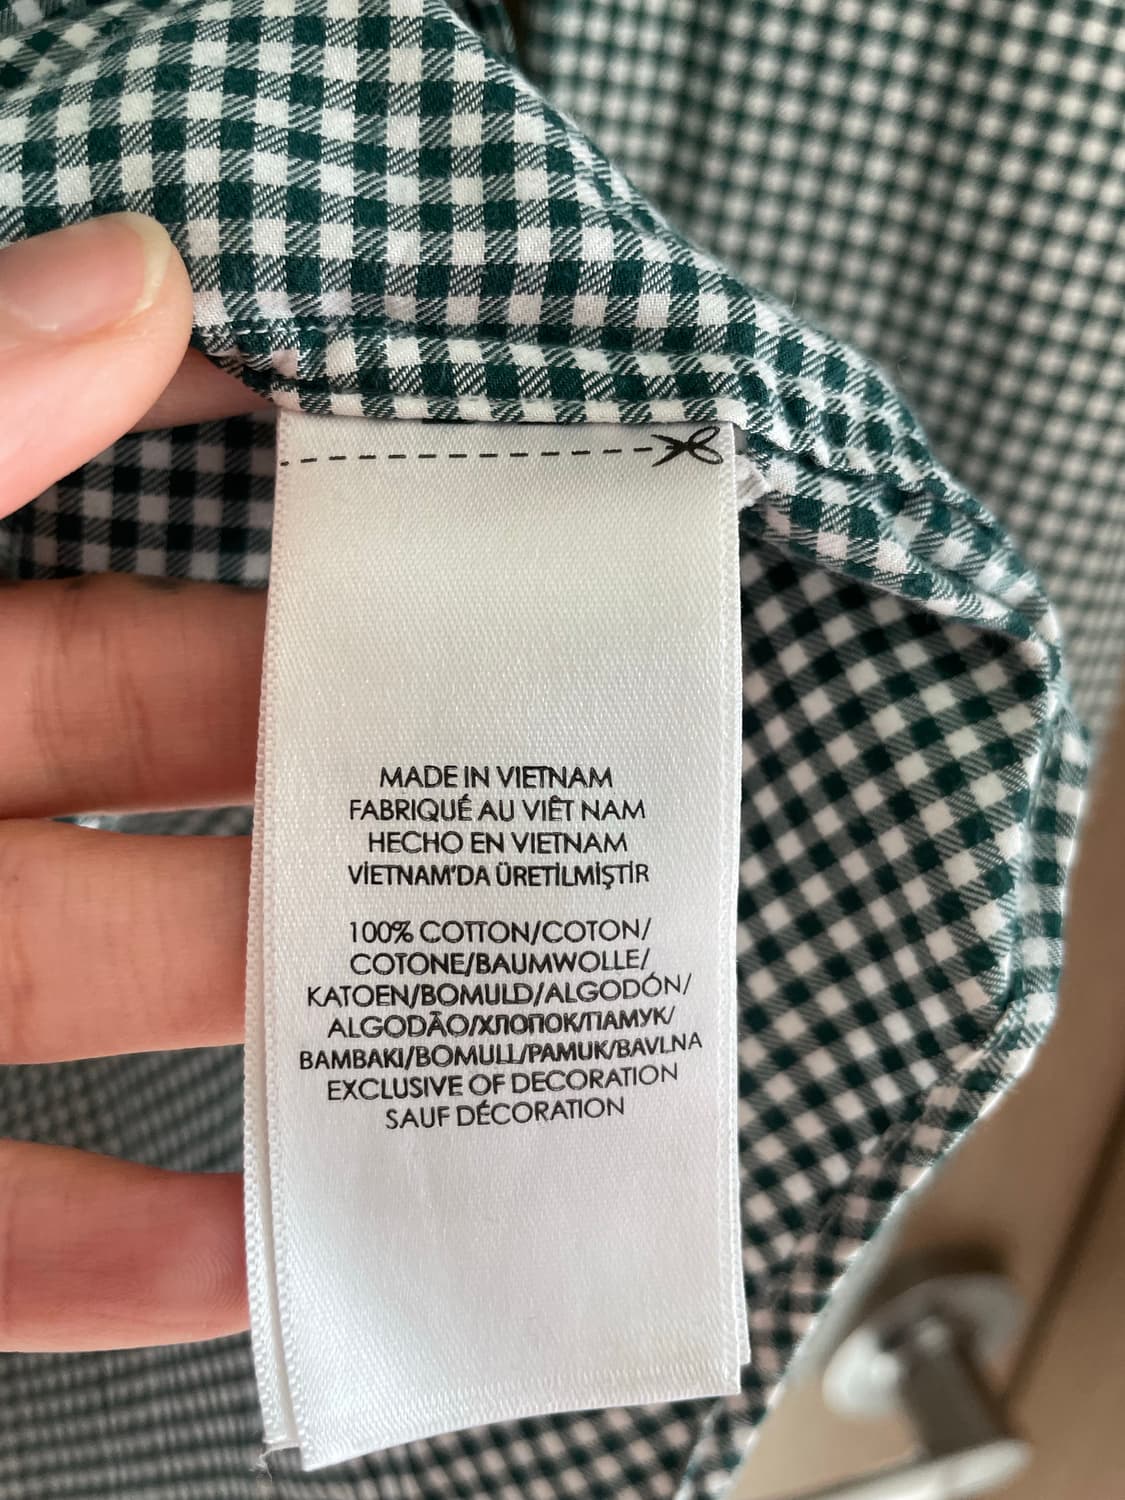 MADE IN VIETNAM
FABRIQUÉ AU VIÊT NAM
HECHO EN VIETNAM
VİETNAM'DA ÜRETİLMİŞTİR
100% COTTON/COTON/
COTONE/BAUMWOLLE/
KATOEN/BOMULD/ALGODÓN/
ALGODÃO/ХЛОПОК/ПАМУК/
BAMBAKI/BOMULL/PAMUK/BAVLNA
EXCLUSIVE OF DECORATION
SAUF DÉCORATION